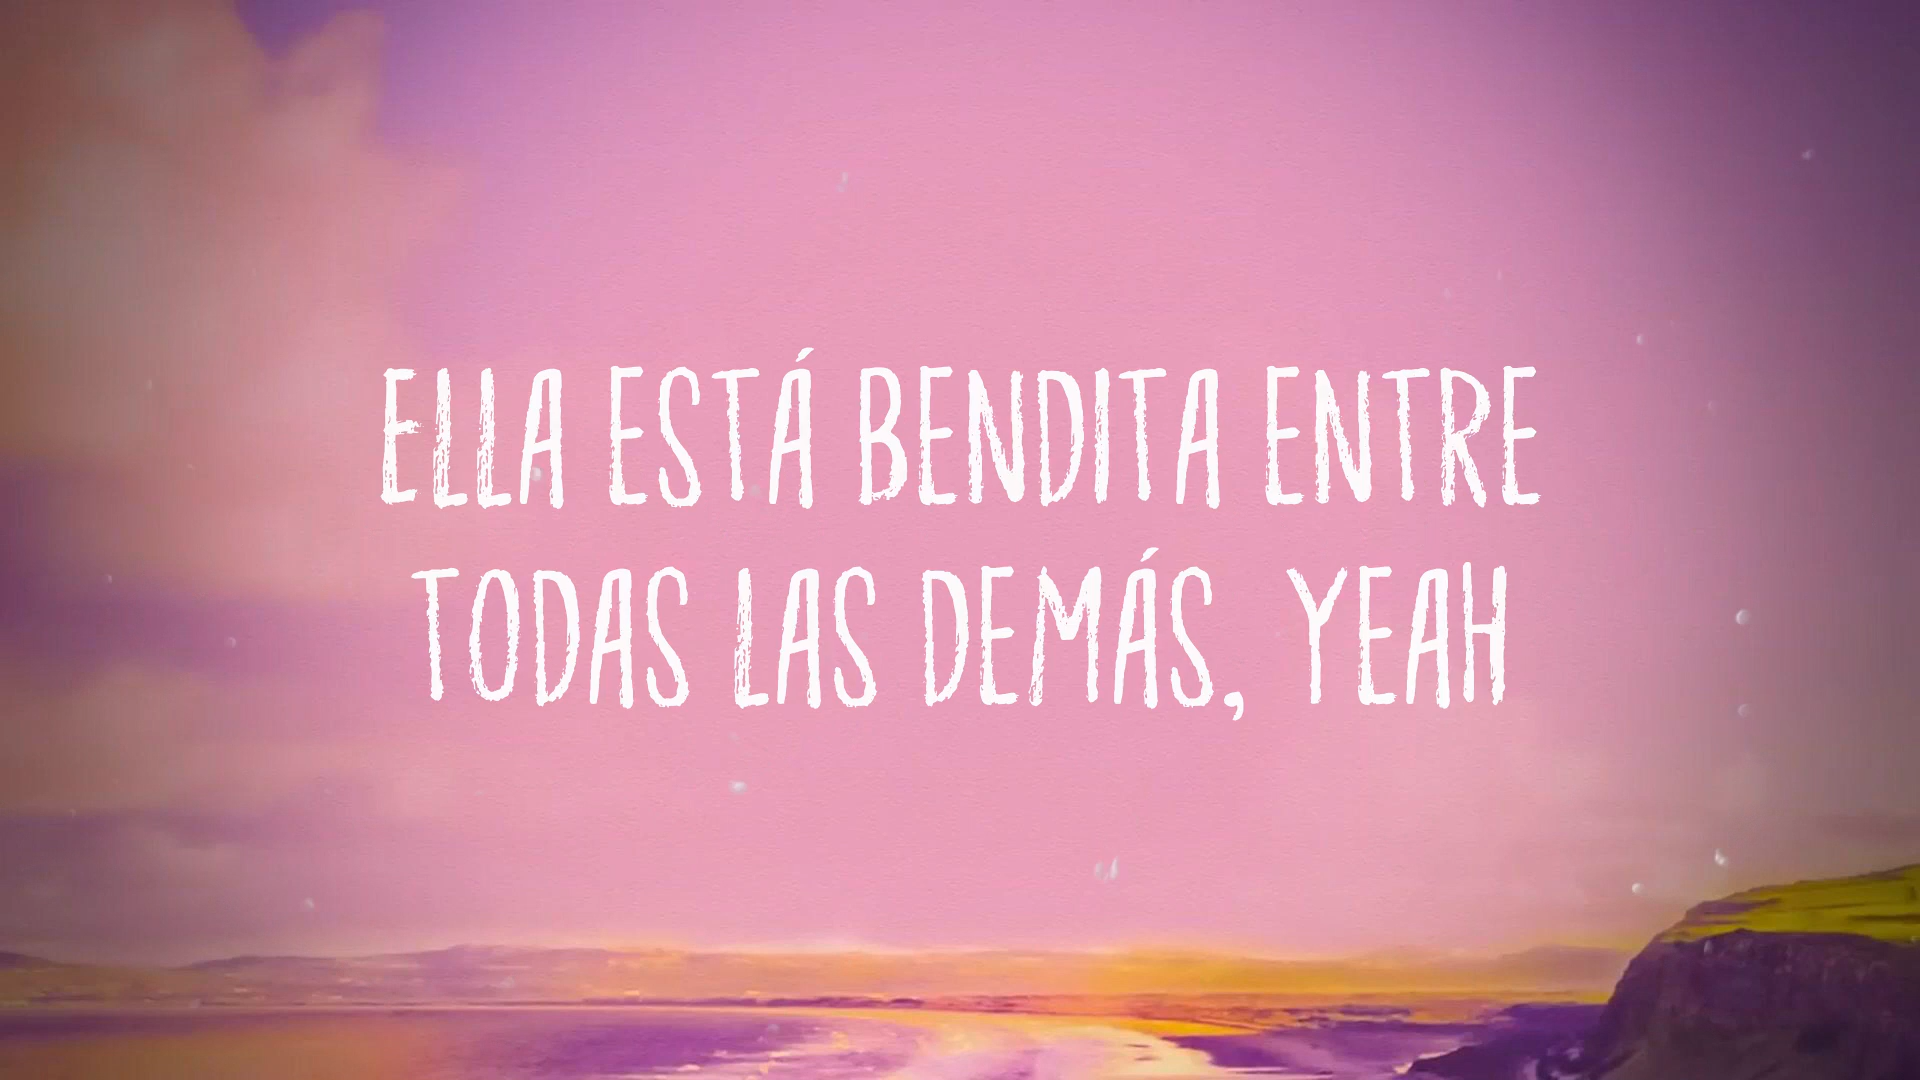 ELLA ESTÁ BENDITA ENTRE
TODAS LAS DEMÁS, YEAH